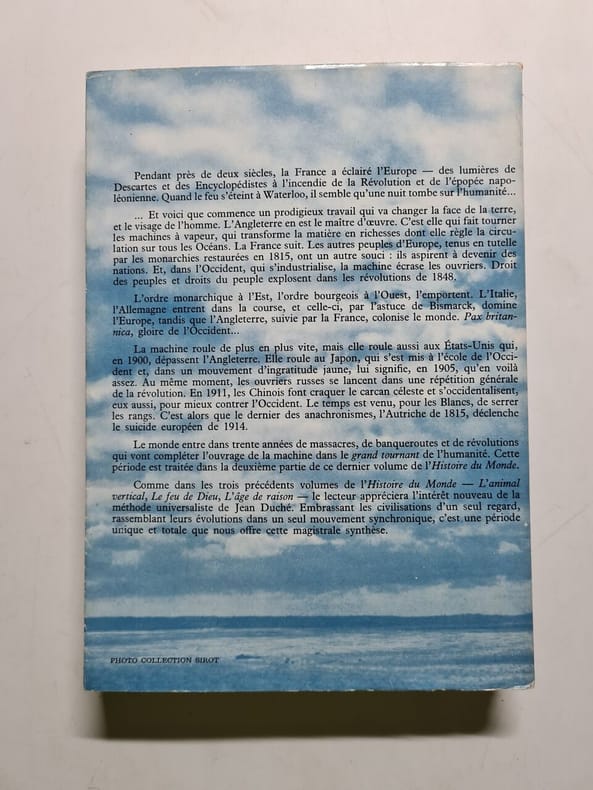 Pendant près de deux siècles, la France a éclairé l'Europe — des lumières de
Descartes et des Encyclopédistes à l'incendie de la Révolution et de l'épopée napo-
léonienne. Quand le feu s'éteint à Waterloo, il semble qu'une nuit tombe sur l'humanité...
... Et voici que commence un prodigieux travail qui va changer la face de la terre,
et le visage de l'homme. L'Angleterre en est le maître d'œuvre. C'est elle qui fait tourner
les machines à vapeur, qui transforme la matière en richesses dont elle règle la circu-
lation sur tous les Océans. La France suit. Les autres peuples d'Europe, tenus en tutelle
par les monarchies restaurées en 1815, ont un autre souci : ils aspirent à devenir des
nations. Et, dans l'Occident, qui s'industrialise, la machine écrase les ouvriers. Droit
des peuples et droits du peuple explosent dans les révolutions de 1848.
L'ordre monarchique à l'Est, l'ordre bourgeois à l'Ouest, l'emportent. L'Italie,
l'Allemagne entrent dans la course, et celle-ci, par l'astuce de Bismarck, domine
l'Europe, tandis que l'Angleterre, suivie par la France, colonise le monde. Pax britan-
nica, gloire de l'Occident...
La machine roule de plus en plus vite, mais elle roule aussi aux États-Unis qui,
en 1900, dépassent l'Angleterre. Elle roule au Japon, qui s'est mis à l'école de l'Occi-
dent et, dans un mouvement d'ingratitude jaune, lui signifie, en 1905, qu'en voilà
assez. Au même moment, les ouvriers russes se lancent dans une répétition générale
de la révolution. En 1911, les Chinois font craquer le carcan céleste et s'occidentalisent,
eux aussi, pour mieux contrer l'Occident. Le temps est venu, pour les Blancs, de serrer
les rangs. C'est alors que le dernier des anachronismes, l'Autriche de 1815, déclenche
le suicide européen de 1914.
Le monde entre dans trente années de massacres, de banqueroutes et de révolutions
qui vont compléter l'ouvrage de la machine dans le grand tournant de l'humanité. Cette
période est traitée dans la deuxième partie de ce dernier volume de l'Histoire du Monde.
Comme dans les trois précédents volumes de l'Histoire du Monde — L'animal
vertical, Le feu de Dieu, L'âge de raison — le lecteur appréciera l'intérêt nouveau de la
méthode universaliste de Jean Duché. Embrassant les civilisations d'un seul regard,
rassemblant leurs évolutions dans un seul mouvement synchronique, c'est une période
unique et totale que nous offre cette magistrale synthèse.
PHOTO COLLECTION SIROT